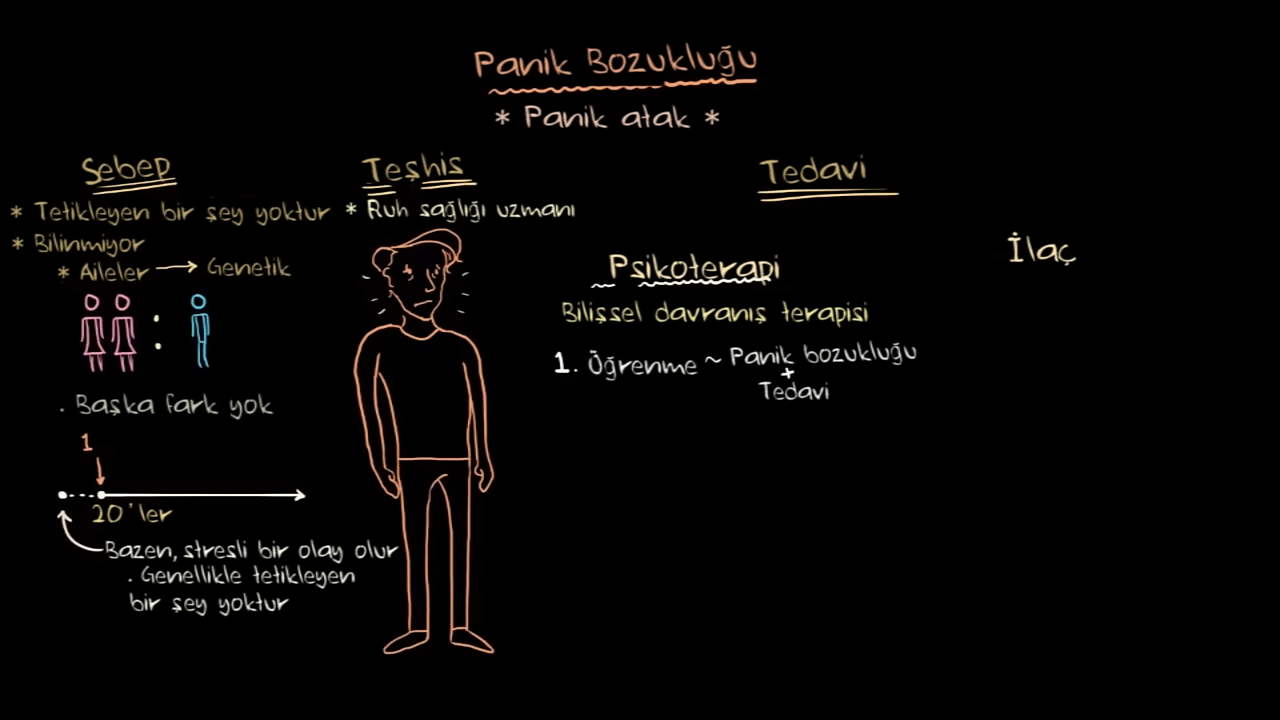 Panik Bozukluğu
* Panik atak *
Sebep
* Tetikleyen bir şey yoktur
* Bilinmiyor
* Aileler → Genetik
:
. Başka fark yok
1
20'ler
Bazen, stresli bir olay olur
. Genellikle tetikleyen
bir şey yoktur
Teşhis
* Ruh sağlığı uzmanı
Tedavi
Psikoterapi
Bilişsel davranış terapisi
1. Öğrenme ~ Panik bozukluğu
+
Tedavi
İlaç